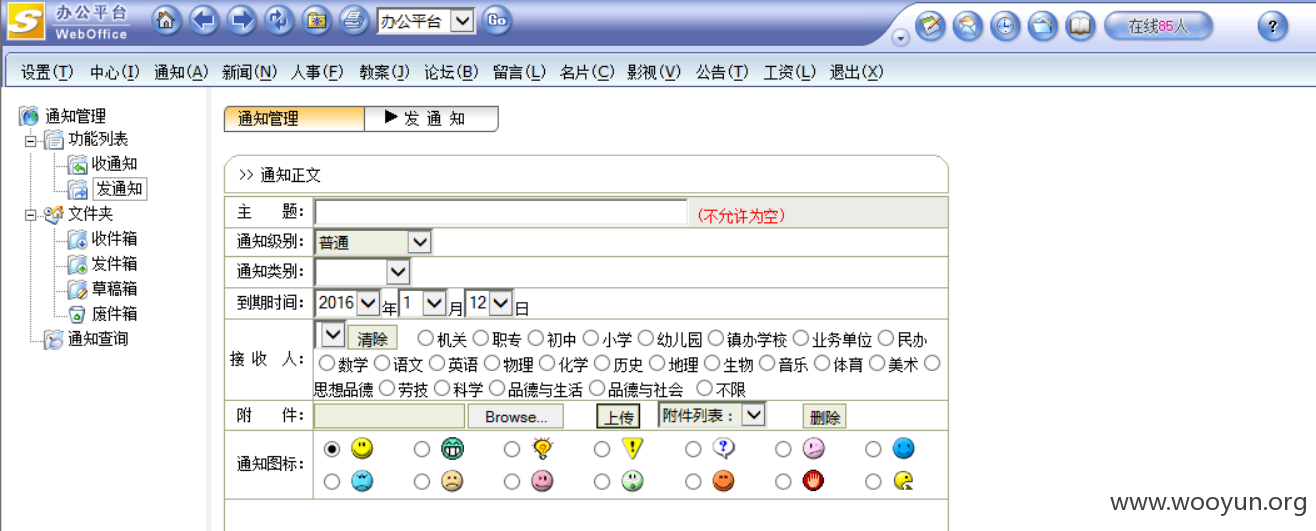 办公平台
WebOffice
办公平台
Go
在线85人
?
设置(T) 中心(I) 通知(A) 新闻(N) 人事(F) 教案(J) 论坛(B) 留言(L) 名片(C) 影视(V) 公告(T) 工资(L) 退出(X)
通知管理
功能列表
收通知
发通知
文件夹
收件箱
发件箱
草稿箱
废件箱
通知查询
通知管理
▶ 发 通 知
>> 通知正文
主 题： (不允许为空)
通知级别： 普通
通知类别：
到期时间： 2016 年 1 月 12 日
接 收 人： 清除 机关 职专 初中 小学 幼儿园 镇办学校 业务单位 民办
数学 语文 英语 物理 化学 历史 地理 生物 音乐 体育 美术
思想品德 劳技 科学 品德与生活 品德与社会 不限
附 件： Browse... 上传 附件列表： 删除
通知图标：
www.wooyun.org